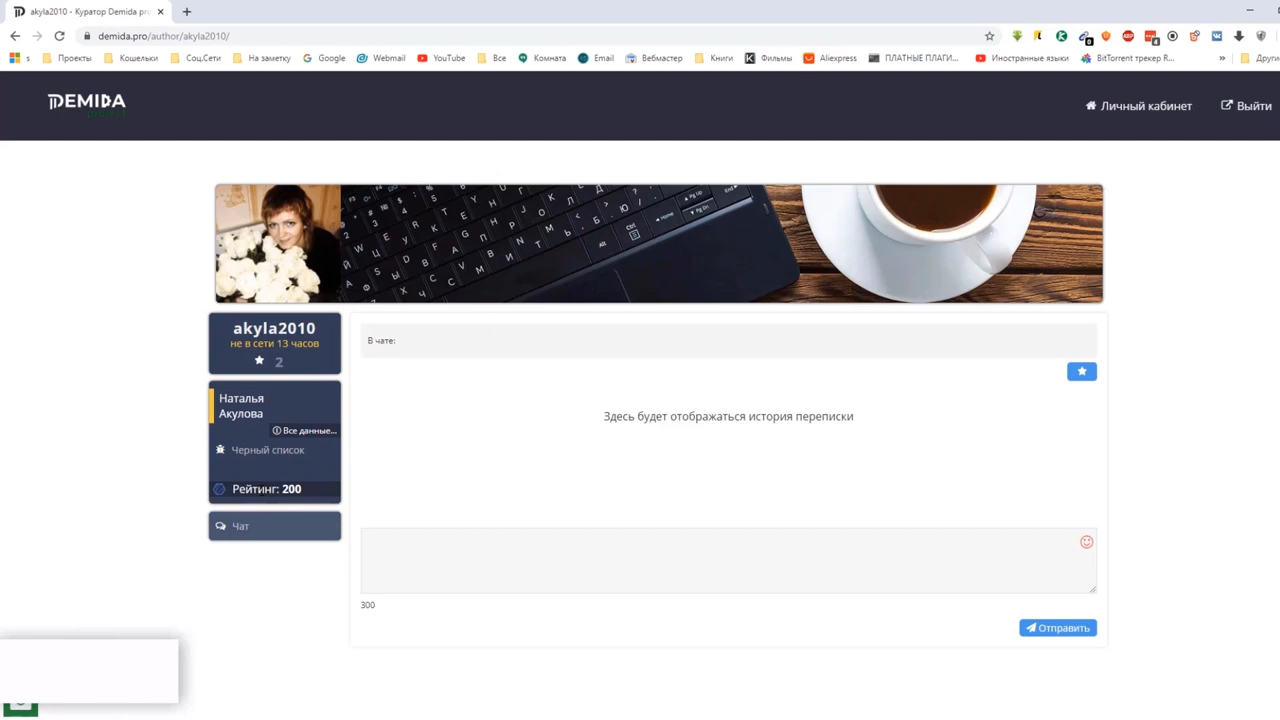 akyla2010 - Куратор Demida pro
demida.pro/author/akyla2010/
s
Проекты
Кошельки
Соц.Сети
На заметку
Google
Webmail
YouTube
Все
Комната
Email
Вебмастер
Книги
Фильмы
Aliexpress
ПЛАТНЫЕ ПЛАГИ...
Иностранные языки
BitTorrent трекер R...
»
Други
DEMIDA
project
Личный кабинет
Выйти
akyla2010
не в сети 13 часов
2
Наталья
Акулова
Все данные...
Черный список
Рейтинг: 200
Чат
В чате:
Здесь будет отображаться история переписки
300
Отправить